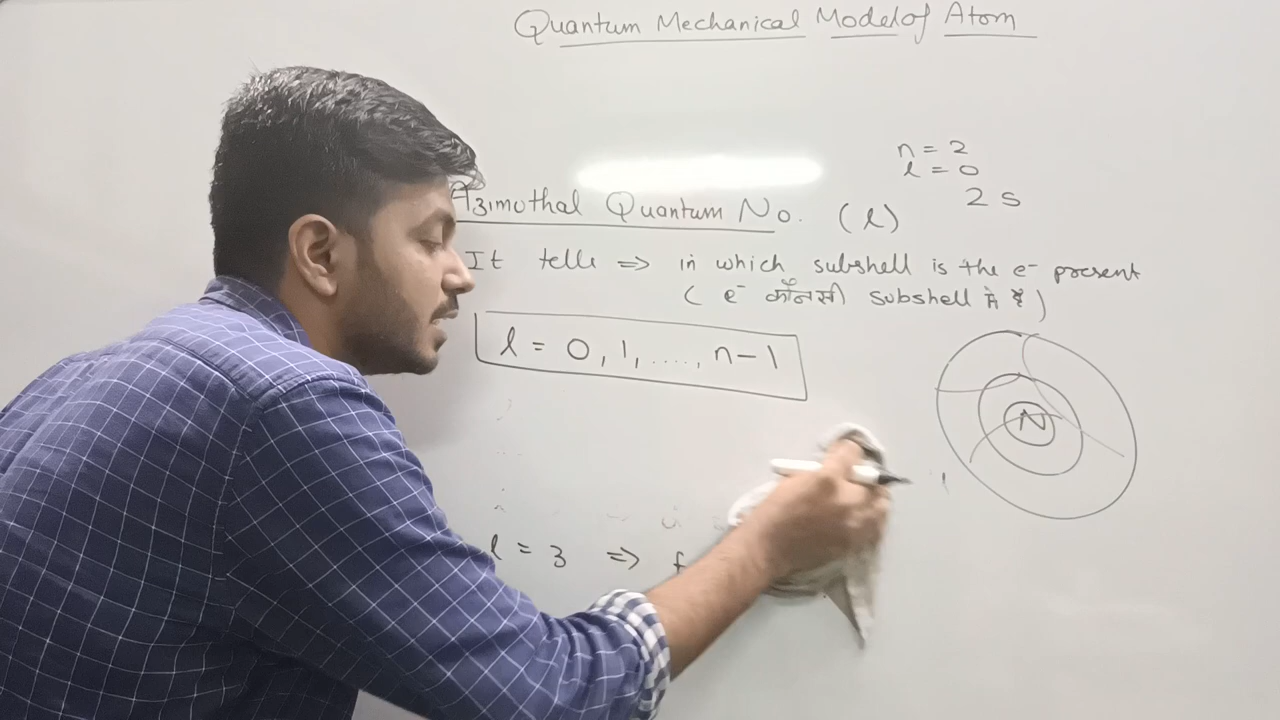 Quantum Mechanical Model of Atom
n = 2
l = 0
2 s
Azimuthal Quantum No. (l)
It tells ⇒ in which subshell is the e⁻ present
( e⁻ कौनसी subshell में है )
l = 0, 1, ...., n-1
N
l = 3 ⇒ f